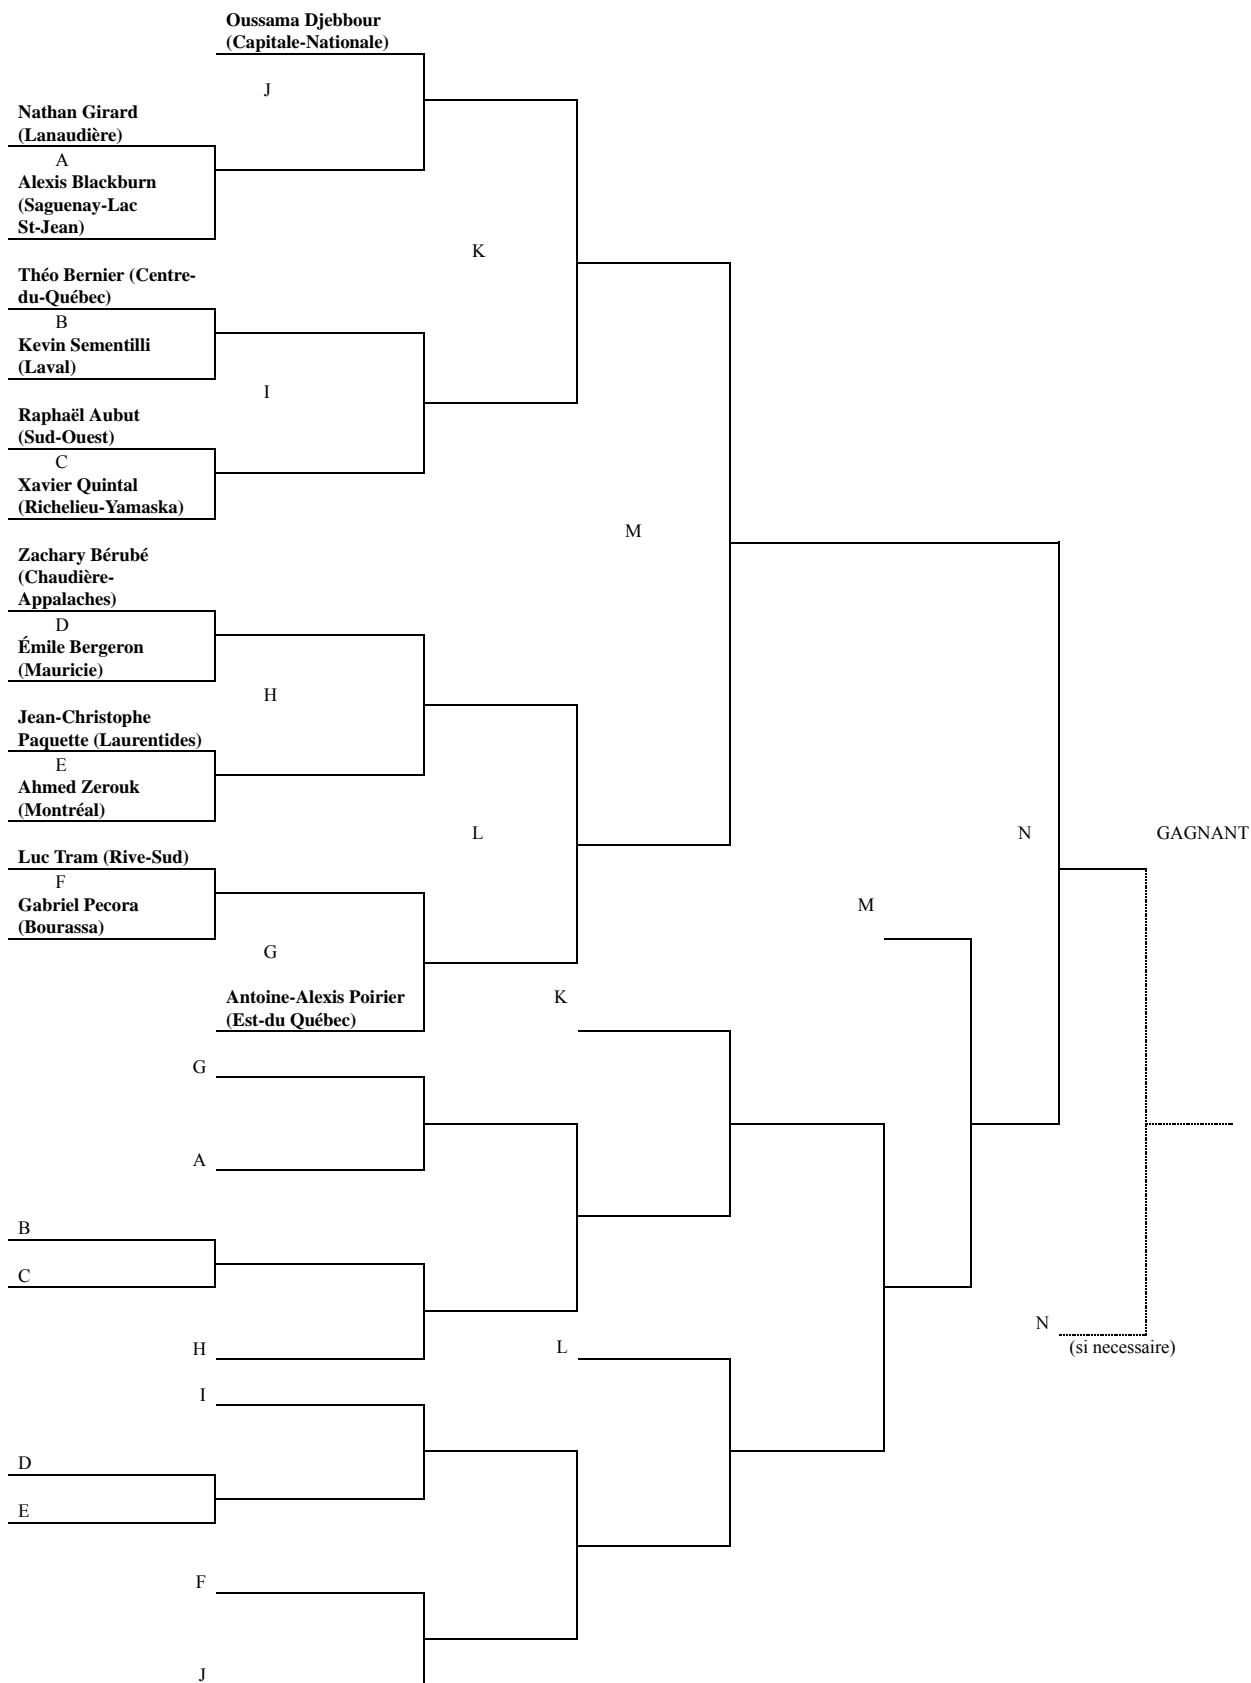 Oussama Djebbour
(Capitale-Nationale)
J
Nathan Girard
(Lanaudière)
A
Alexis Blackburn
(Saguenay-Lac
St-Jean)
K
Théo Bernier (Centre-
du-Québec)
B
Kevin Sementilli
(Laval)
I
Raphaël Aubut
(Sud-Ouest)
C
Xavier Quintal
(Richelieu-Yamaska)
M
Zachary Bérubé
(Chaudière-
Appalaches)
D
Émile Bergeron
(Mauricie)
H
Jean-Christophe
Paquette (Laurentides)
E
Ahmed Zerouk
(Montréal)
L
N
GAGNANT
Luc Tram (Rive-Sud)
F
Gabriel Pecora
(Bourassa)
M
G
Antoine-Alexis Poirier
(Est-du Québec)
K
G
A
B
C
H
L
N
(si necessaire)
I
D
E
F
J